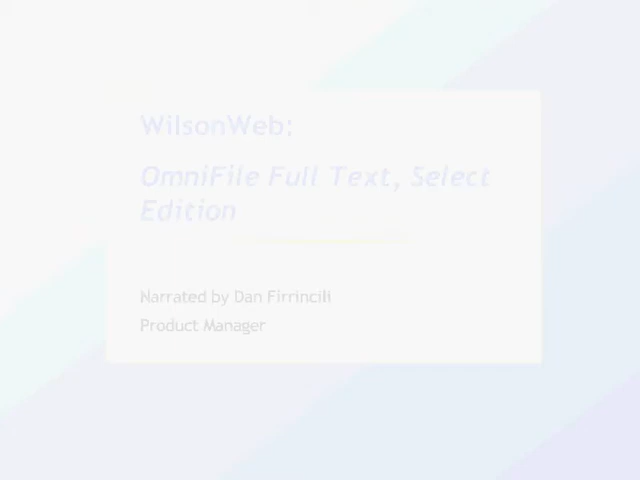 WilsonWeb:
OmniFile Full Text, Select
Edition
Narrated by Dan Firrincili
Product Manager